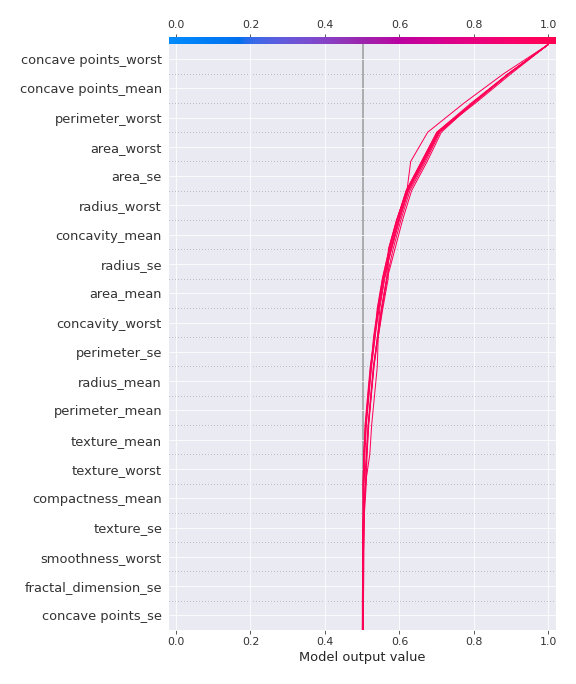 0.0 0.2 0.4 0.6 0.8 1.0
concave points_worst
concave points_mean
perimeter_worst
area_worst
area_se
radius_worst
concavity_mean
radius_se
area_mean
concavity_worst
perimeter_se
radius_mean
perimeter_mean
texture_mean
texture_worst
compactness_mean
texture_se
smoothness_worst
fractal_dimension_se
concave points_se
0.0 0.2 0.4 0.6 0.8 1.0
Model output value